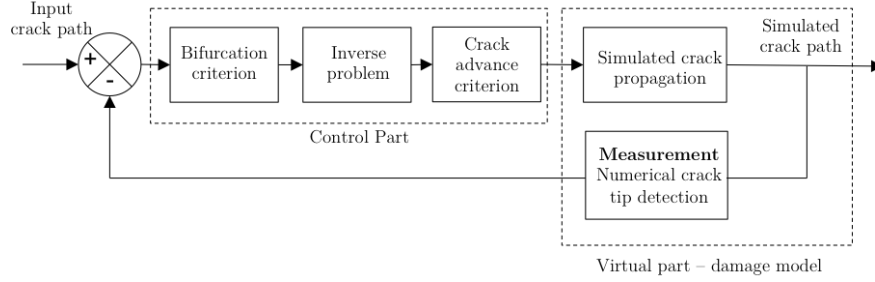 Input
crack path
+
-
Bifurcation
criterion
Inverse
problem
Crack
advance
criterion
Control Part
Simulated crack
propagation
Simulated
crack path
Measurement
Numerical crack
tip detection
Virtual part – damage model